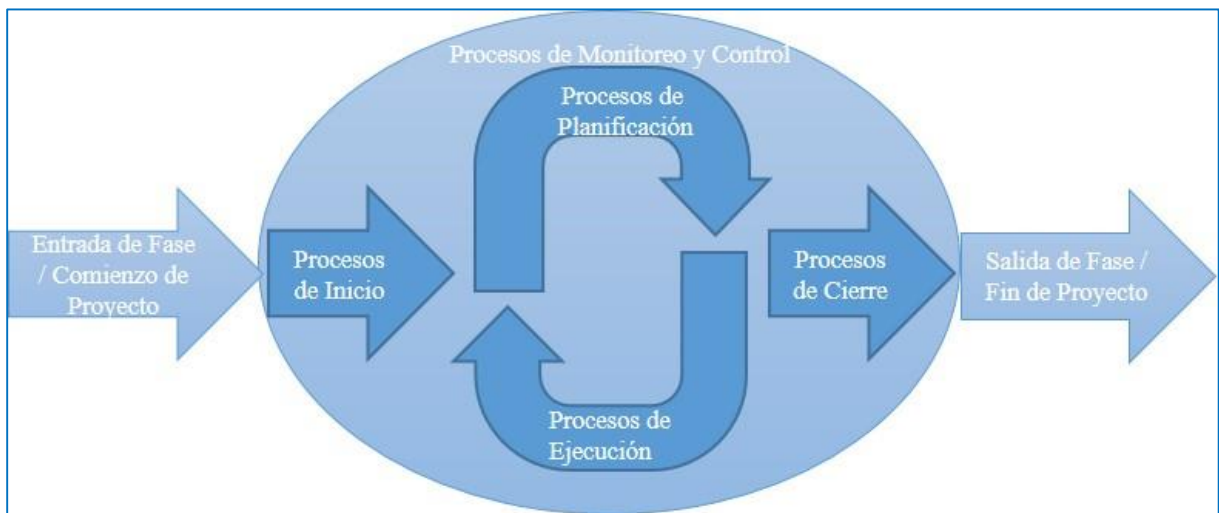 Procesos de Monitoreo y Control
Procesos de
Planificación
Entrada de Fase
/ Comienzo de
Proyecto
Procesos
de Inicio
Procesos
de Cierre
Salida de Fase /
Fin de Proyecto
Procesos de
Ejecución